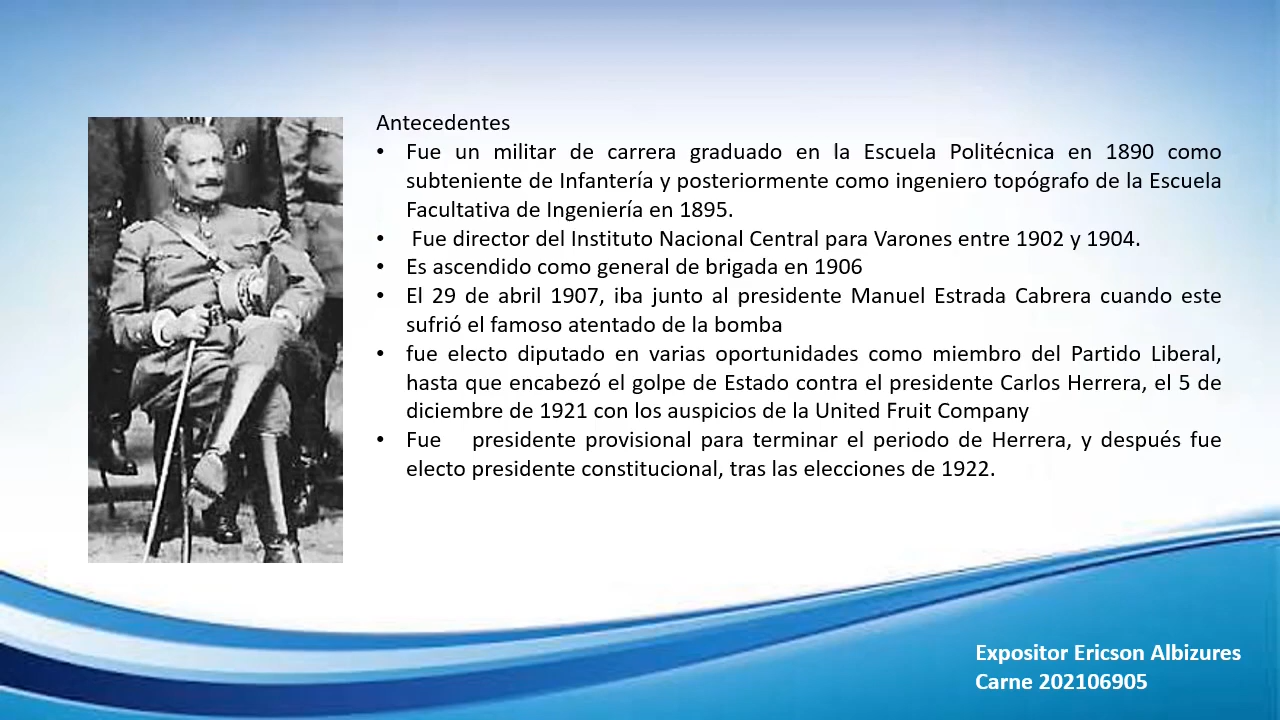 Antecedentes
• Fue un militar de carrera graduado en la Escuela Politécnica en 1890 como
subteniente de Infantería y posteriormente como ingeniero topógrafo de la Escuela
Facultativa de Ingeniería en 1895.
• Fue director del Instituto Nacional Central para Varones entre 1902 y 1904.
• Es ascendido como general de brigada en 1906
• El 29 de abril 1907, iba junto al presidente Manuel Estrada Cabrera cuando este
sufrió el famoso atentado de la bomba
• fue electo diputado en varias oportunidades como miembro del Partido Liberal,
hasta que encabezó el golpe de Estado contra el presidente Carlos Herrera, el 5 de
diciembre de 1921 con los auspicios de la United Fruit Company
• Fue presidente provisional para terminar el periodo de Herrera, y después fue
electo presidente constitucional, tras las elecciones de 1922.
Expositor Ericson Albizures
Carne 202106905